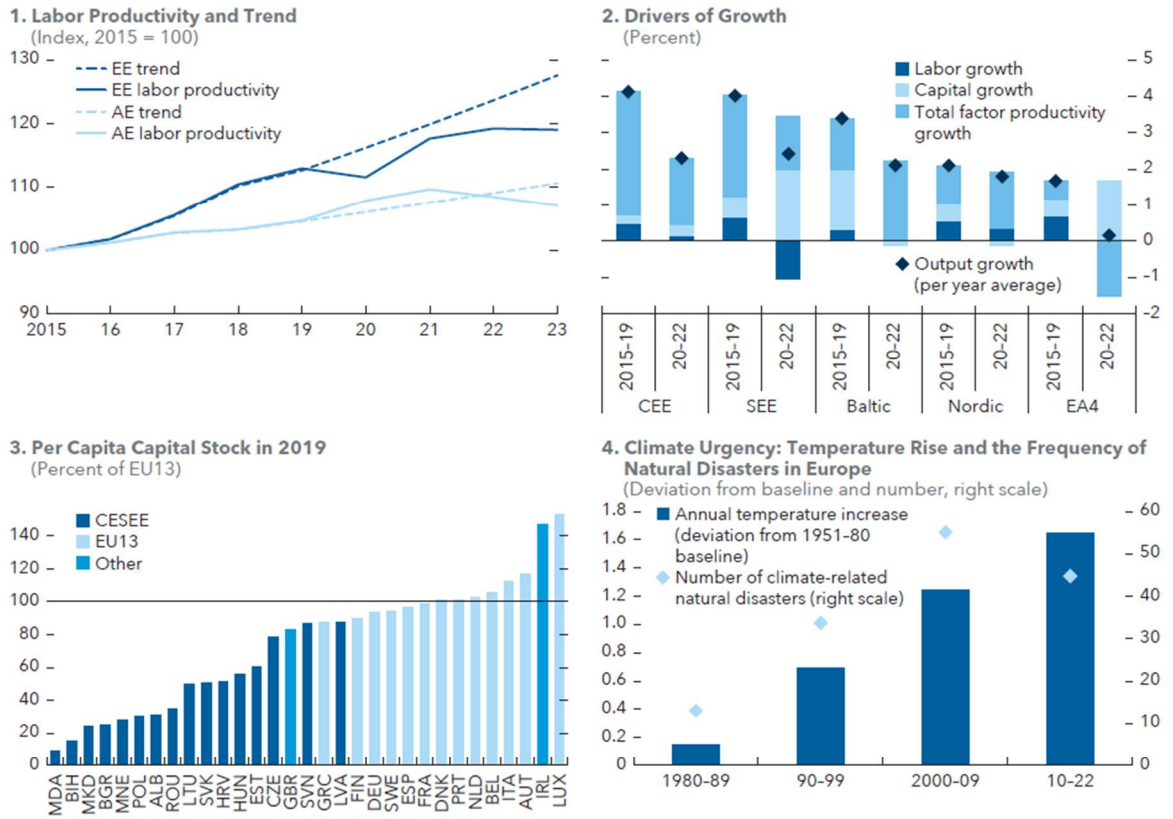 1. Labor Productivity and Trend
(Index, 2015 = 100)
130
120
110
100
90
EE trend
EE labor productivity
AE trend
AE labor productivity
2015 16 17 18 19 20 21 22 23
2. Drivers of Growth
(Percent)
Labor growth
Capital growth
Total factor productivity
growth
Output growth
(per year average)
5
4
3
2
1
0
-1
-2
2015-19 20-22 2015-19 20-22 2015-19 20-22 2015-19 20-22 2015-19 20-22
CEE SEE Baltic Nordic EA4
3. Per Capita Capital Stock in 2019
(Percent of EU13)
CESEE
EU13
Other
140
120
100
80
60
40
20
0
MDA BIH MKD BGR MNE POL ALB ROU LTU SVK HRV HUN EST CZE GBR SVN GRC LVA FIN DEU SWE ESP FRA DNK PRT NLD BEL ITA AUT IRL LUX
4. Climate Urgency: Temperature Rise and the Frequency of
Natural Disasters in Europe
(Deviation from baseline and number, right scale)
1.8
1.6
1.4
1.2
1.0
0.8
0.6
0.4
0.2
0
Annual temperature increase
(deviation from 1951–80
baseline)
Number of climate-related
natural disasters (right scale)
60
50
40
30
20
10
0
1980–89 90–99 2000–09 10–22